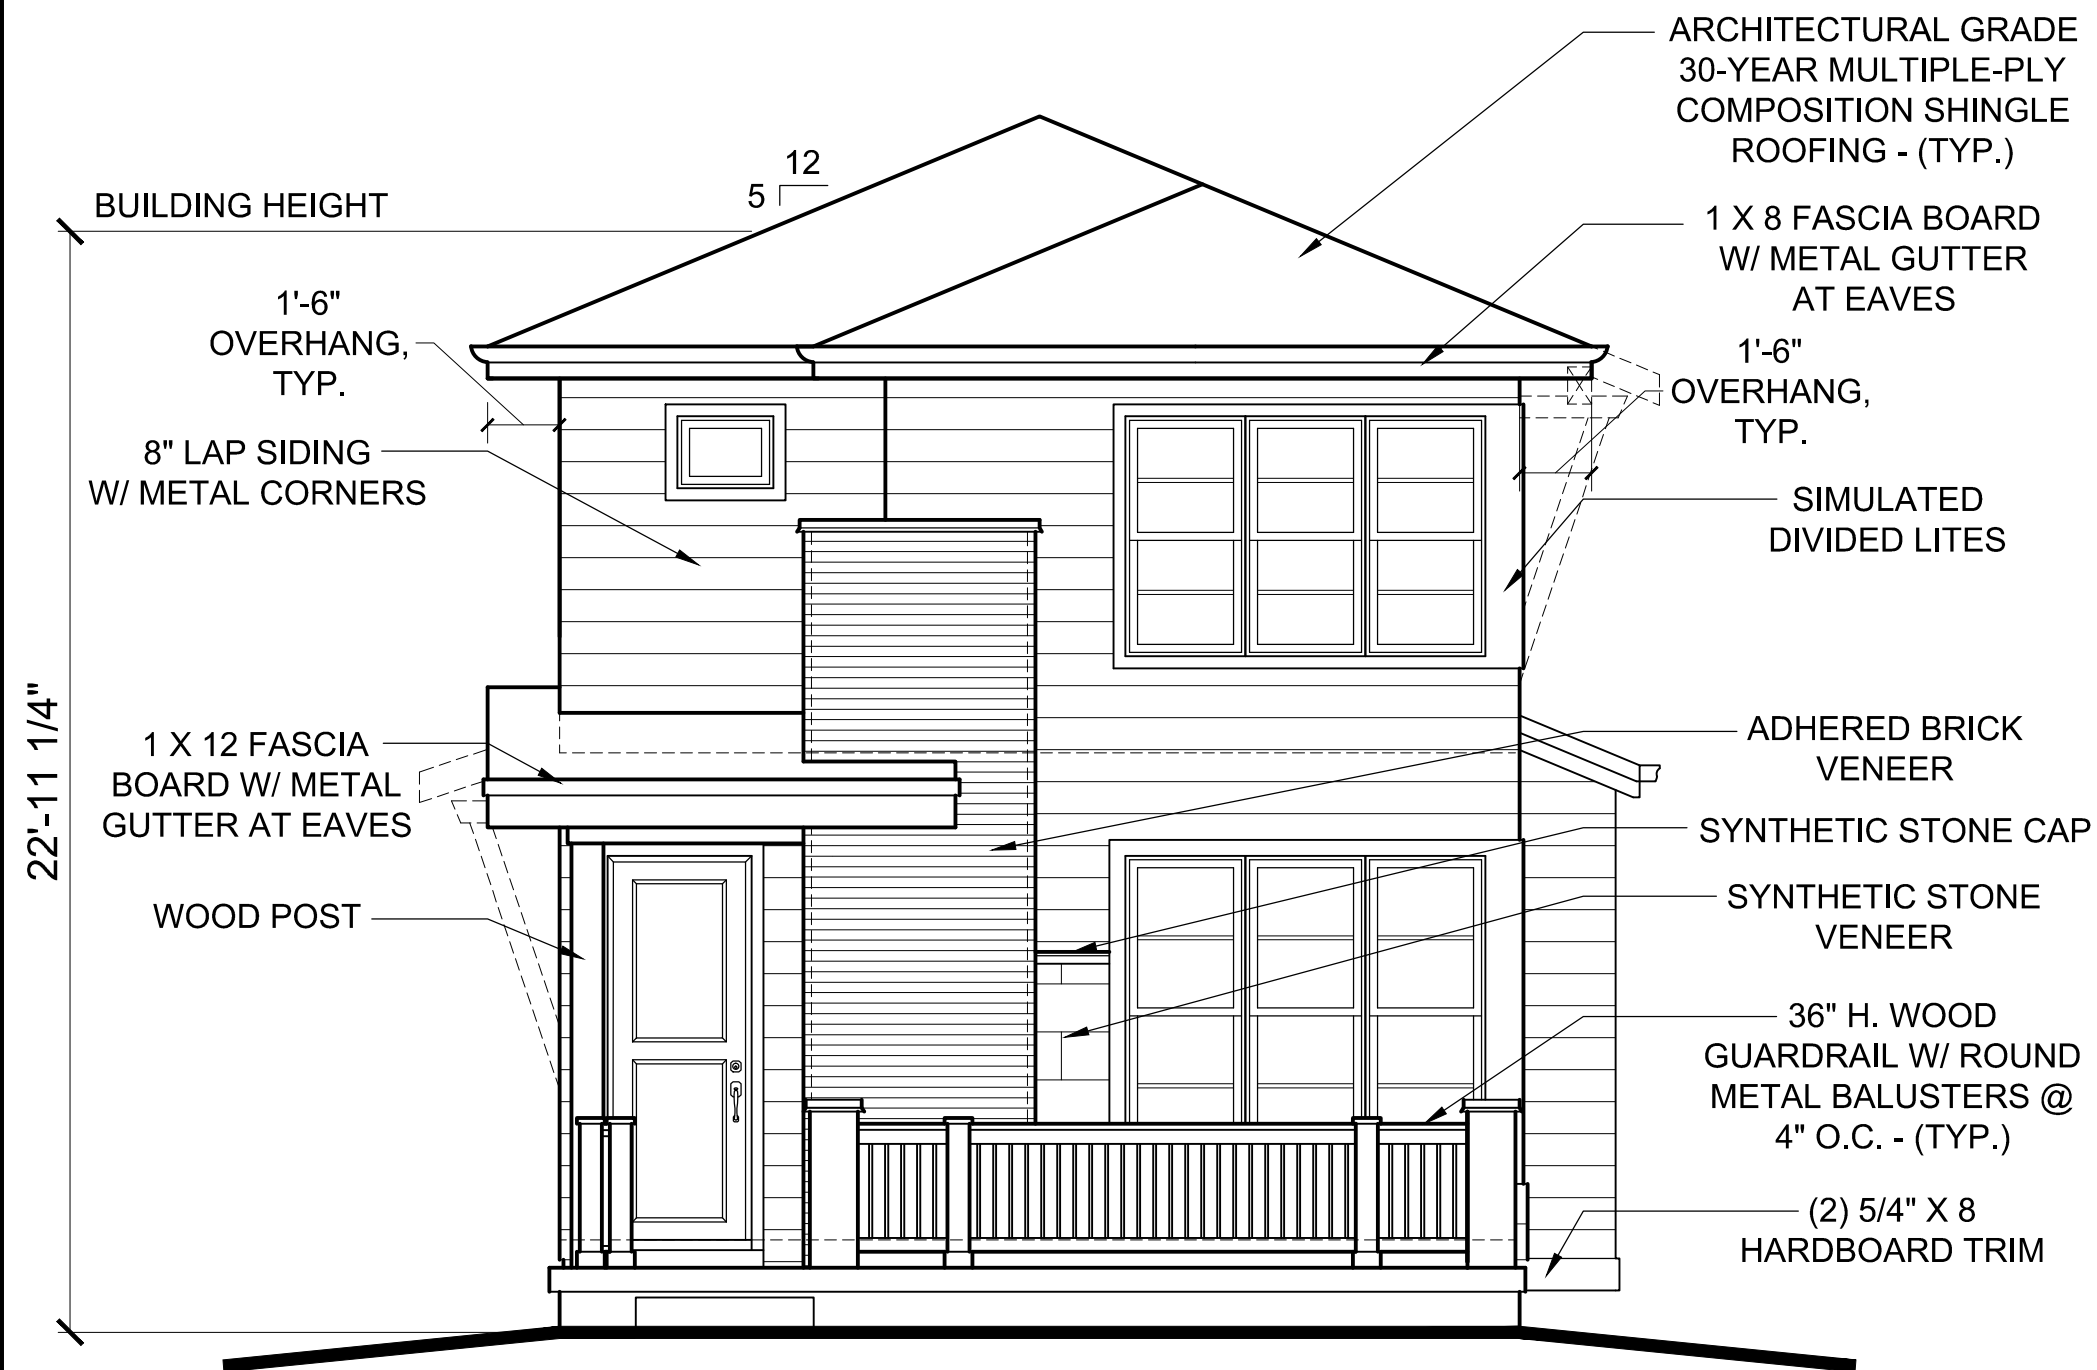 ARCHITECTURAL GRADE
30-YEAR MULTIPLE-PLY
COMPOSITION SHINGLE
ROOFING - (TYP.)
12
5
BUILDING HEIGHT
1 X 8 FASCIA BOARD
W/ METAL GUTTER
AT EAVES
1'-6"
OVERHANG,
TYP.
1'-6"
OVERHANG,
TYP.
8" LAP SIDING
W/ METAL CORNERS
SIMULATED
DIVIDED LITES
22'-11 1/4"
1 X 12 FASCIA
BOARD W/ METAL
GUTTER AT EAVES
ADHERED BRICK
VENEER
SYNTHETIC STONE CAP
WOOD POST
SYNTHETIC STONE
VENEER
36" H. WOOD
GUARDRAIL W/ ROUND
METAL BALUSTERS @
4" O.C. - (TYP.)
(2) 5/4" X 8
HARDBOARD TRIM